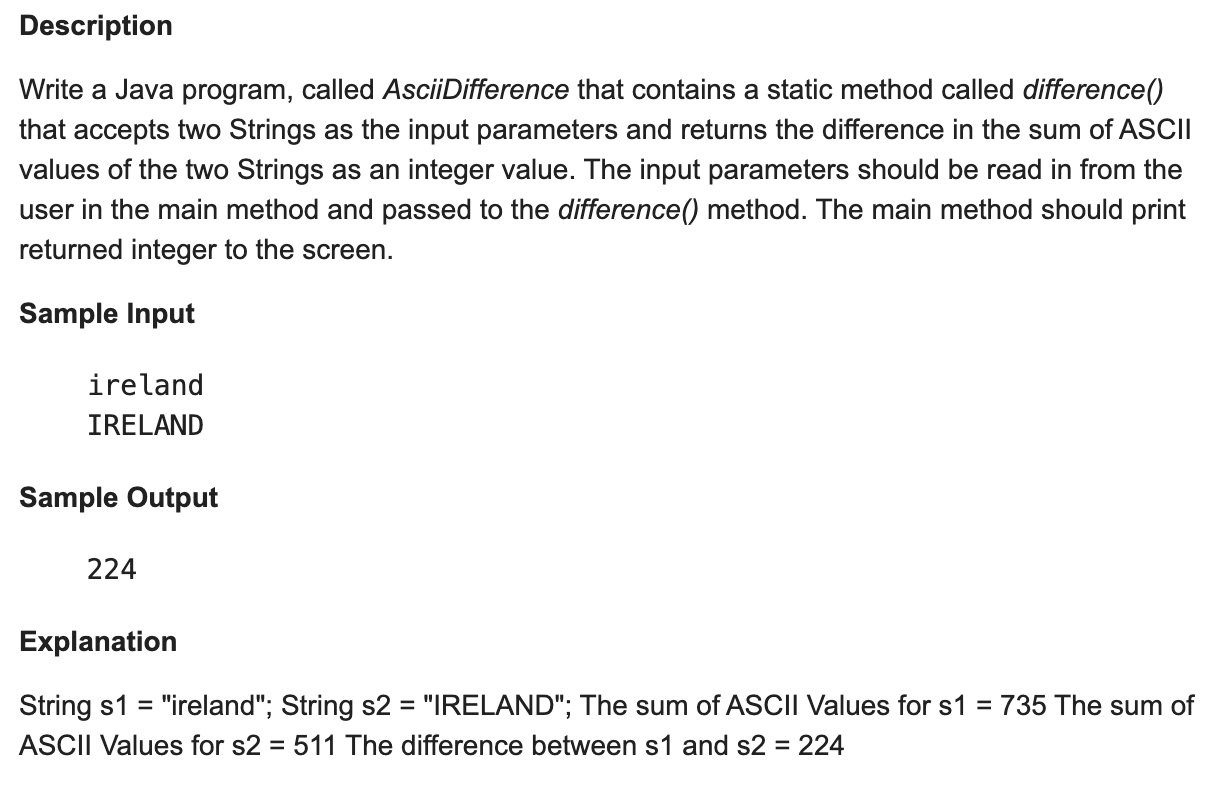 Description
Write a Java program, called AsciiDifference that contains a static method called difference()
that accepts two Strings as the input parameters and returns the difference in the sum of ASCII
values of the two Strings as an integer value. The input parameters should be read in from the
user in the main method and passed to the difference() method. The main method should print
returned integer to the screen.
Sample Input
ireland
IRELAND
Sample Output
224
Explanation
String s1 = "ireland"; String s2 = "IRELAND"; The sum of ASCII Values for s1 = 735 The sum of
ASCII Values for s2 = 511 The difference between s1 and s2 = 224